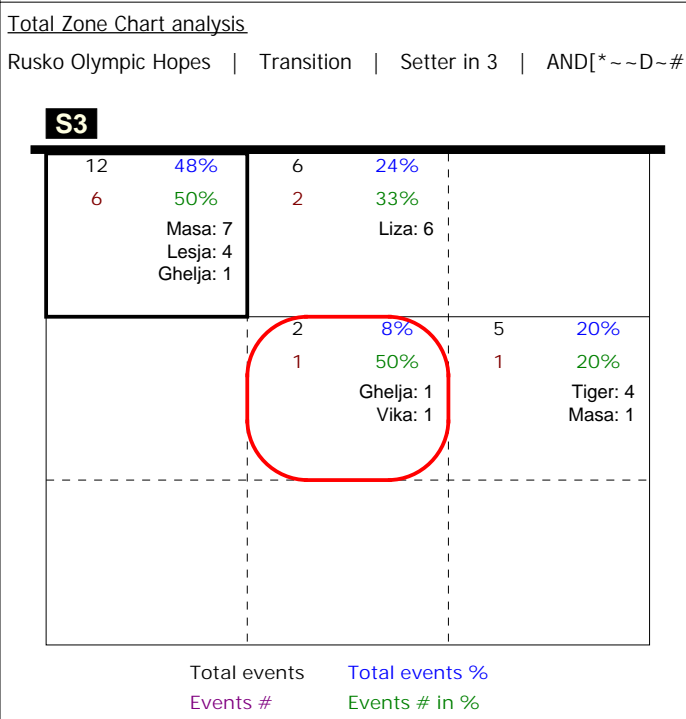 Total Zone Chart analysis
Rusko Olympic Hopes | Transition | Setter in 3 | AND[*~~D~#
S3
12 48% 6 24%
6 50% 2 33%
Masa: 7 Liza: 6
Lesja: 4
Ghelja: 1
2 8% 5 20%
1 50% 1 20%
Ghelja: 1 Tiger: 4
Vika: 1 Masa: 1
Total events Total events %
Events # Events # in %